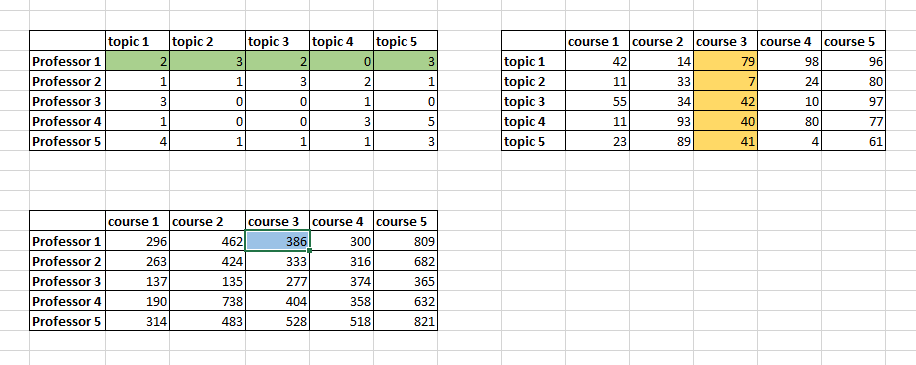 topic 1 topic 2 topic 3 topic 4 topic 5
Professor 1 2 3 2 0 3
Professor 2 1 1 3 2 1
Professor 3 3 0 0 1 0
Professor 4 1 0 0 3 5
Professor 5 4 1 1 1 3
course 1 course 2 course 3 course 4 course 5
topic 1 42 14 79 98 96
topic 2 11 33 7 24 80
topic 3 55 34 42 10 97
topic 4 11 93 40 80 77
topic 5 23 89 41 4 61
course 1 course 2 course 3 course 4 course 5
Professor 1 296 462 386 300 809
Professor 2 263 424 333 316 682
Professor 3 137 135 277 374 365
Professor 4 190 738 404 358 632
Professor 5 314 483 528 518 821